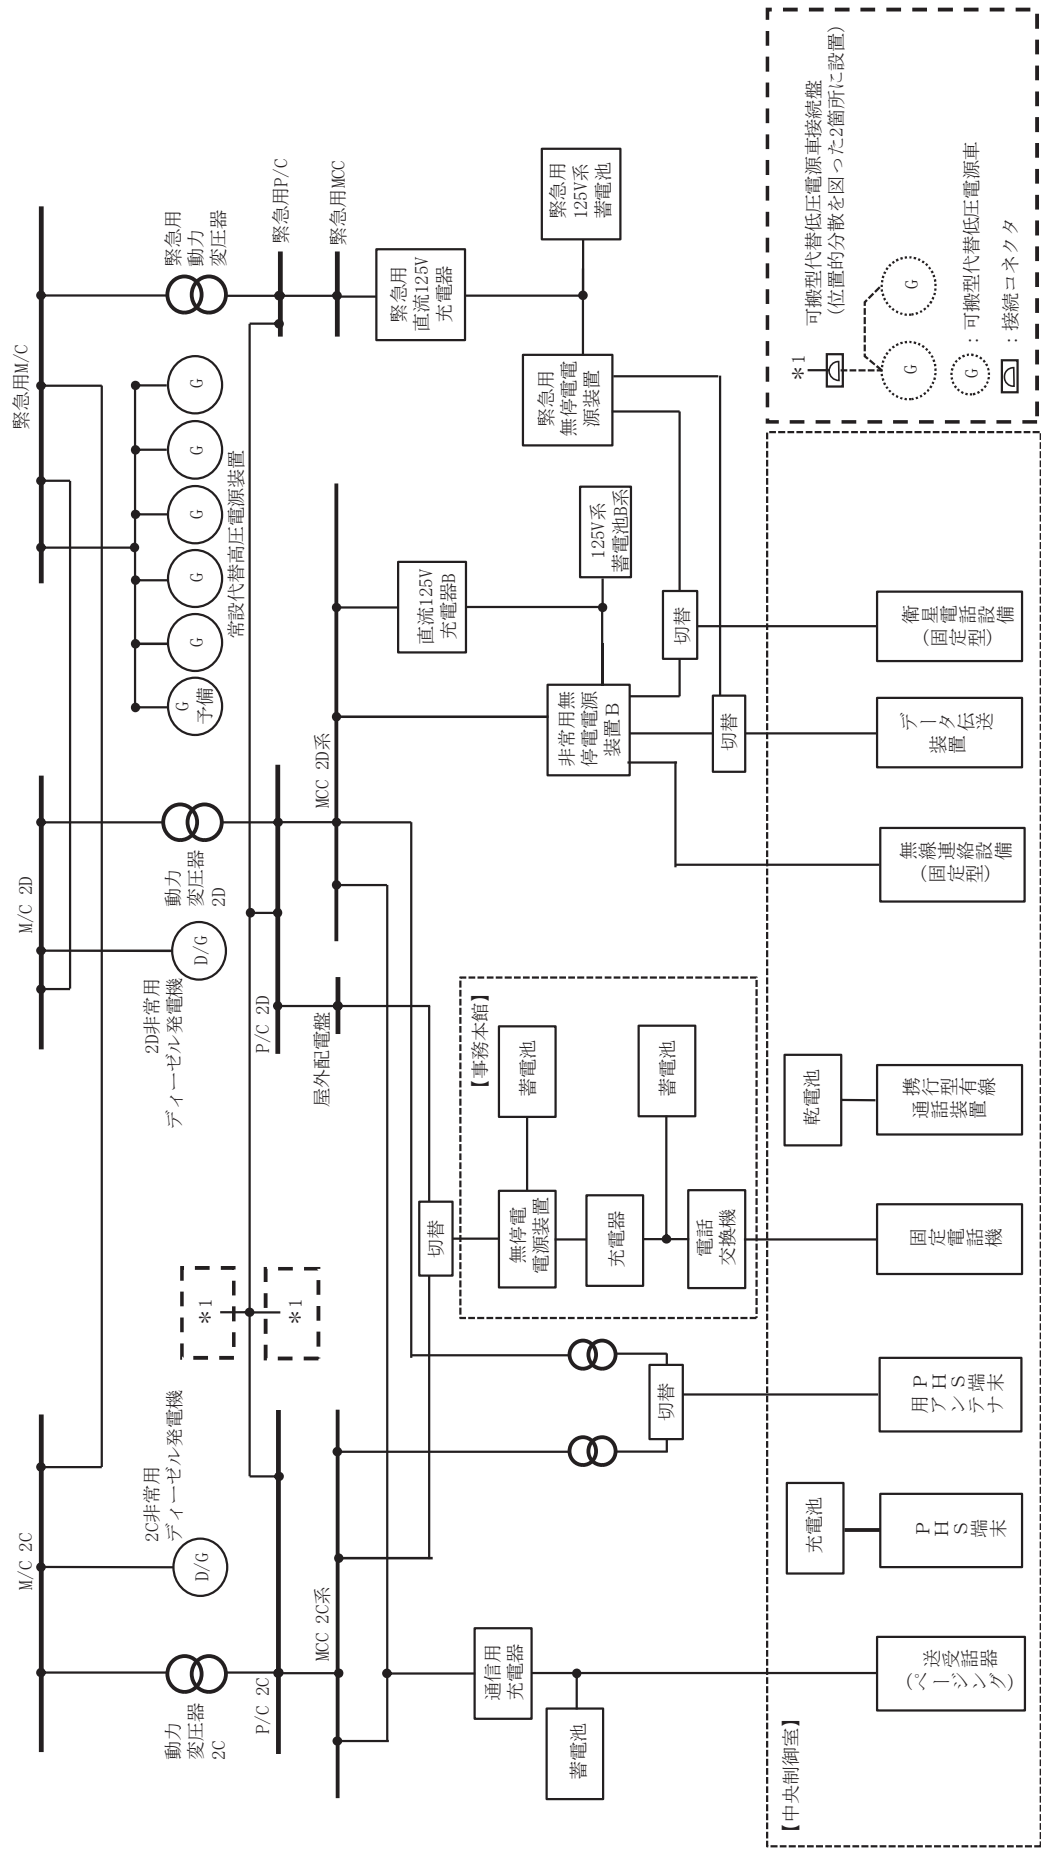 M/C 2C
M/C 2D
緊急用M/C
動力
変圧器
2C
D/G
2C非常用
ディーゼル発電機
D/G
2D非常用
ディーゼル発電機
動力
変圧器
2D
G
予備
G
G
G
G
G
常設代替高圧電源装置
緊急用
動力
変圧器
P/C 2C
*1
*1
P/C 2D
緊急用P/C
MCC 2C系
屋外配電盤
MCC 2D系
緊急用MCC
切替
直流125V
充電器B
緊急用
直流125V
充電器
通信用
充電器
蓄電池
【事務本館】
無停電
電源装置
蓄電池
充電器
蓄電池
電話
交換機
切替
非常用無
停電電源
装置B
125V系
蓄電池B系
緊急用
無停電電
源装置
緊急用
125V系
蓄電池
切替
切替
【中央制御室】
送受話器
(ページング)
充電池
PHS端末
PHS端末
用アンテナ
固定電話
機
乾電池
携行型有線
通話装置
無線連絡設備
(固定型)
データ伝送
装置
衛星電話設備
(固定型)
*1
可搬型代替低圧電源車接続盤
(位置的分散を図った2箇所に設置)
G
G
G
:可搬型代替低圧電源車
:接続コネクタ